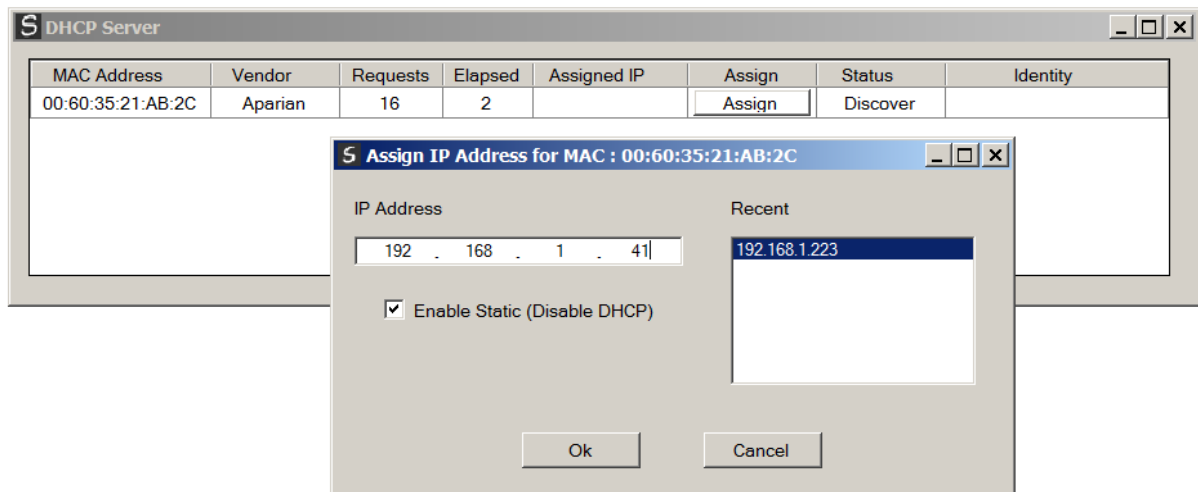 S DHCP Server
MAC Address Vendor Requests Elapsed Assigned IP Assign Status Identity
00:60:35:21:AB:2C Aparian 16 2 Assign Discover
S Assign IP Address for MAC : 00:60:35:21:AB:2C
IP Address Recent
192 . 168 . 1 . 41 192.168.1.223
Enable Static (Disable DHCP)
Ok Cancel